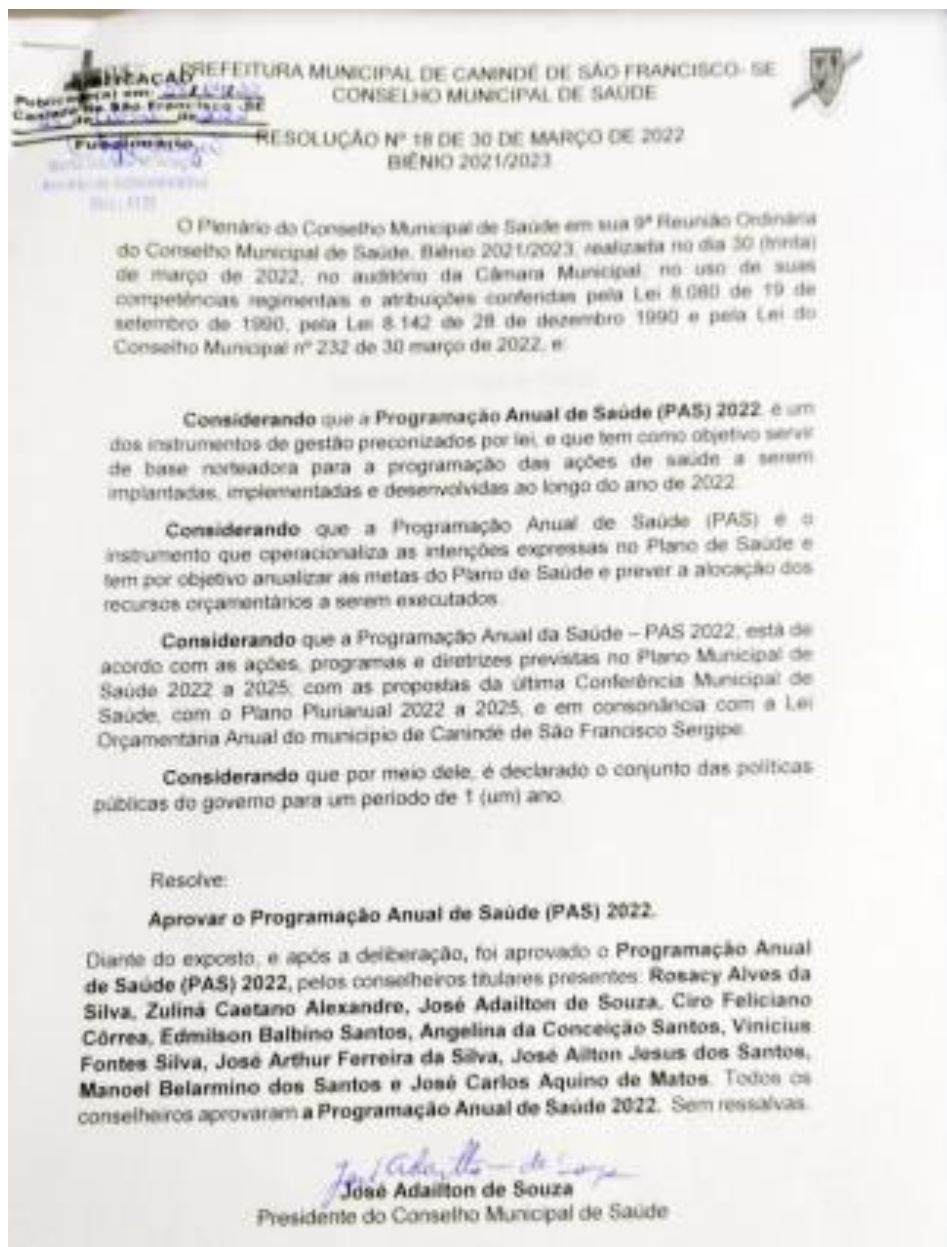 PREFEITURA MUNICIPAL DE CANINDÉ DE SÃO FRANCISCO- SE
CONSELHO MUNICIPAL DE SAÚDE
Funcionário
RESOLUÇÃO Nº 18 DE 30 DE MARÇO DE 2022
BIÊNIO 2021/2023
O Plenário do Conselho Municipal de Saúde em sua 9ª Reunião Ordinária
do Conselho Municipal de Saúde, Biênio 2021/2023, realizada no dia 30 (trinta)
de março de 2022, no auditório da Câmara Municipal, no uso de suas
competências regimentais e atribuições conferidas pela Lei 8.080 de 19 de
setembro de 1990, pela Lei 8.142 de 28 de dezembro 1990 e pela Lei do
Conselho Municipal nº 232 de 30 março de 2022, e:
Considerando que a Programação Anual de Saúde (PAS) 2022, é um
dos instrumentos de gestão preconizados por lei, e que tem como objetivo servir
de base norteadora para a programação das ações de saúde a serem
implantadas, implementadas e desenvolvidas ao longo do ano de 2022.
Considerando que a Programação Anual de Saúde (PAS) é o
instrumento que operacionaliza as intenções expressas no Plano de Saúde e
tem por objetivo anualizar as metas do Plano de Saúde e prever a alocação dos
recursos orçamentários a serem executados.
Considerando que a Programação Anual da Saúde – PAS 2022, está de
acordo com as ações, programas e diretrizes previstas no Plano Municipal de
Saúde 2022 a 2025, com as propostas da última Conferência Municipal de
Saúde, com o Plano Plurianual 2022 a 2025, e em consonância com a Lei
Orçamentária Anual do município de Canindé de São Francisco Sergipe.
Considerando que por meio dele, é declarado o conjunto das políticas
públicas do governo para um período de 1 (um) ano.
Resolve:
Aprovar o Programação Anual de Saúde (PAS) 2022.
Diante do exposto, e após a deliberação, foi aprovado o Programação Anual
de Saúde (PAS) 2022, pelos conselheiros titulares presentes: Rosacy Alves da
Silva, Zuliná Caetano Alexandre, José Adailton de Souza, Ciro Feliciano
Côrrea, Edmilson Balbino Santos, Angelina da Conceição Santos, Vinicius
Fontes Silva, José Arthur Ferreira da Silva, José Ailton Jesus dos Santos,
Manoel Belarmino dos Santos e José Carlos Aquino de Matos. Todos os
conselheiros aprovaram a Programação Anual de Saúde 2022. Sem ressalvas.
José Adailton de Souza
Presidente do Conselho Municipal de Saúde